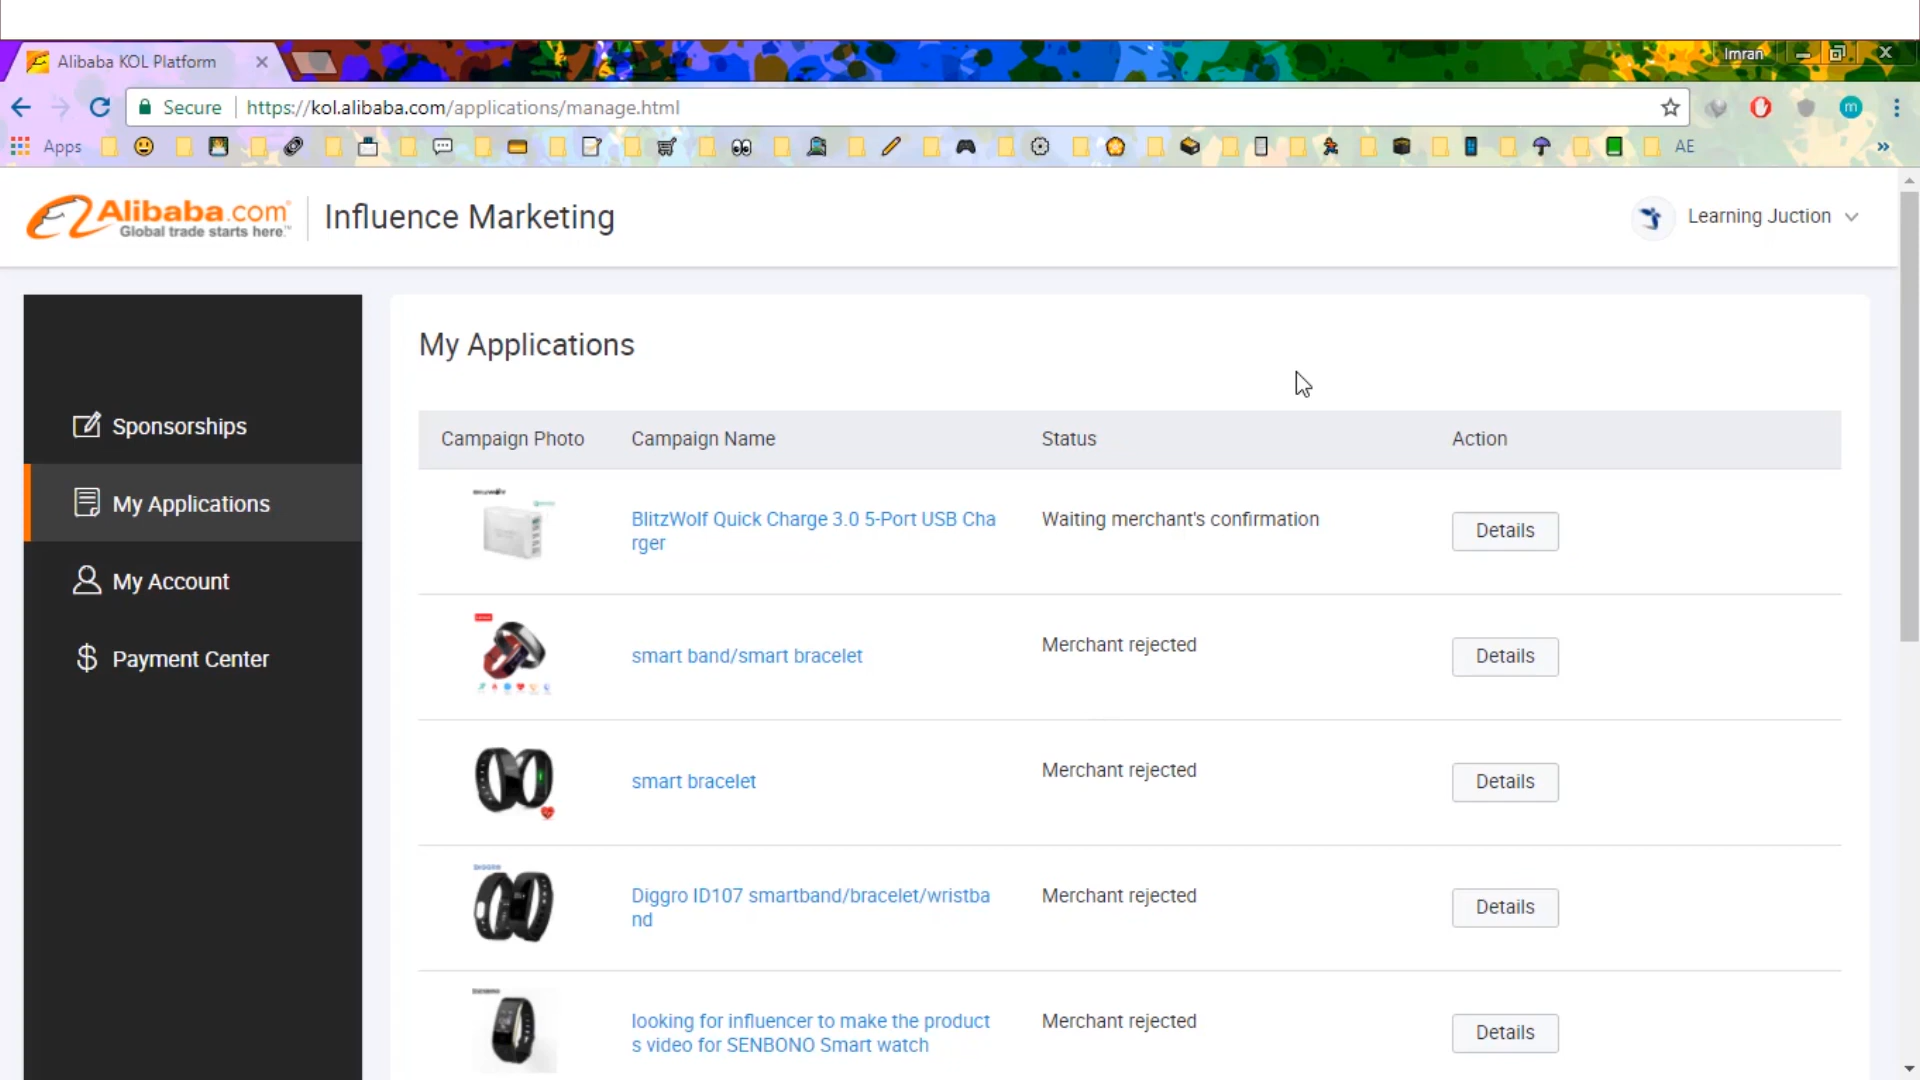 Alibaba KOL Platform
Imran
Secure
https://kol.alibaba.com/applications/manage.html
m
Apps
AE
»
Alibaba.com
Global trade starts here.™
Influence Marketing
Learning Juction
Sponsorships
My Applications
My Account
Payment Center
My Applications
Campaign Photo Campaign Name Status Action
BlitzWolf Quick Charge 3.0 5-Port USB Cha
rger
Waiting merchant's confirmation
Details
smart band/smart bracelet
Merchant rejected
Details
smart bracelet
Merchant rejected
Details
Diggro ID107 smartband/bracelet/wristba
nd
Merchant rejected
Details
looking for influencer to make the product
s video for SENBONO Smart watch
Merchant rejected
Details